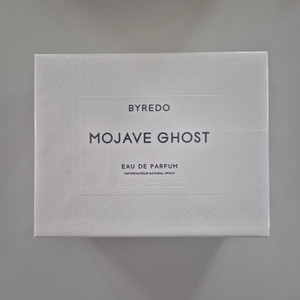 BYREDO
MOJAVE GHOST
EAU DE PARFUM
VAPORISATEUR NATURAL SPRAY